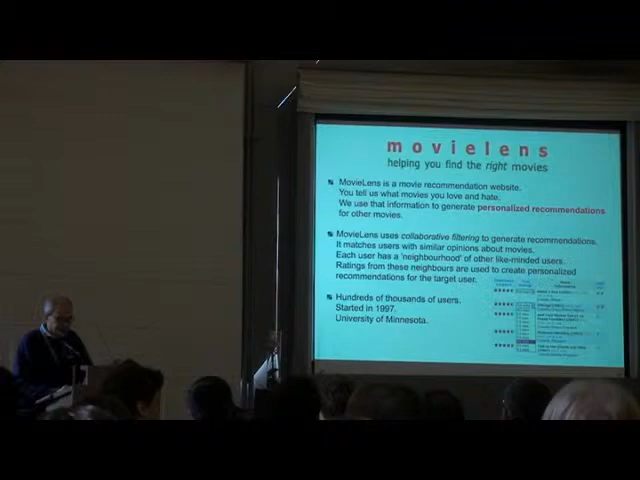 movielens
helping you find the right movies
MovieLens is a movie recommendation website.
You tell us what movies you love and hate.
We use that information to generate personalized recommendations
for other movies.
MovieLens uses collaborative filtering to generate recommendations.
It matches users with similar opinions about movies.
Each user has a 'neighbourhood' of other like-minded users.
Ratings from these neighbours are used to create personalized
recommendations for the target user.
Hundreds of thousands of users.
Started in 1997.
University of Minnesota.